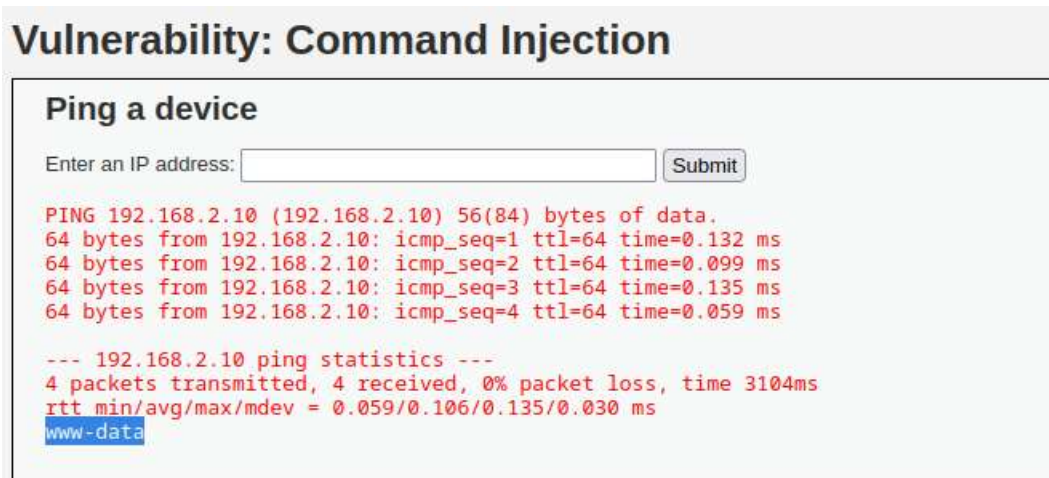 Vulnerability: Command Injection
Ping a device
Enter an IP address: Submit
PING 192.168.2.10 (192.168.2.10) 56(84) bytes of data.
64 bytes from 192.168.2.10: icmp_seq=1 ttl=64 time=0.132 ms
64 bytes from 192.168.2.10: icmp_seq=2 ttl=64 time=0.099 ms
64 bytes from 192.168.2.10: icmp_seq=3 ttl=64 time=0.135 ms
64 bytes from 192.168.2.10: icmp_seq=4 ttl=64 time=0.059 ms
--- 192.168.2.10 ping statistics ---
4 packets transmitted, 4 received, 0% packet loss, time 3104ms
rtt min/avg/max/mdev = 0.059/0.106/0.135/0.030 ms
www-data